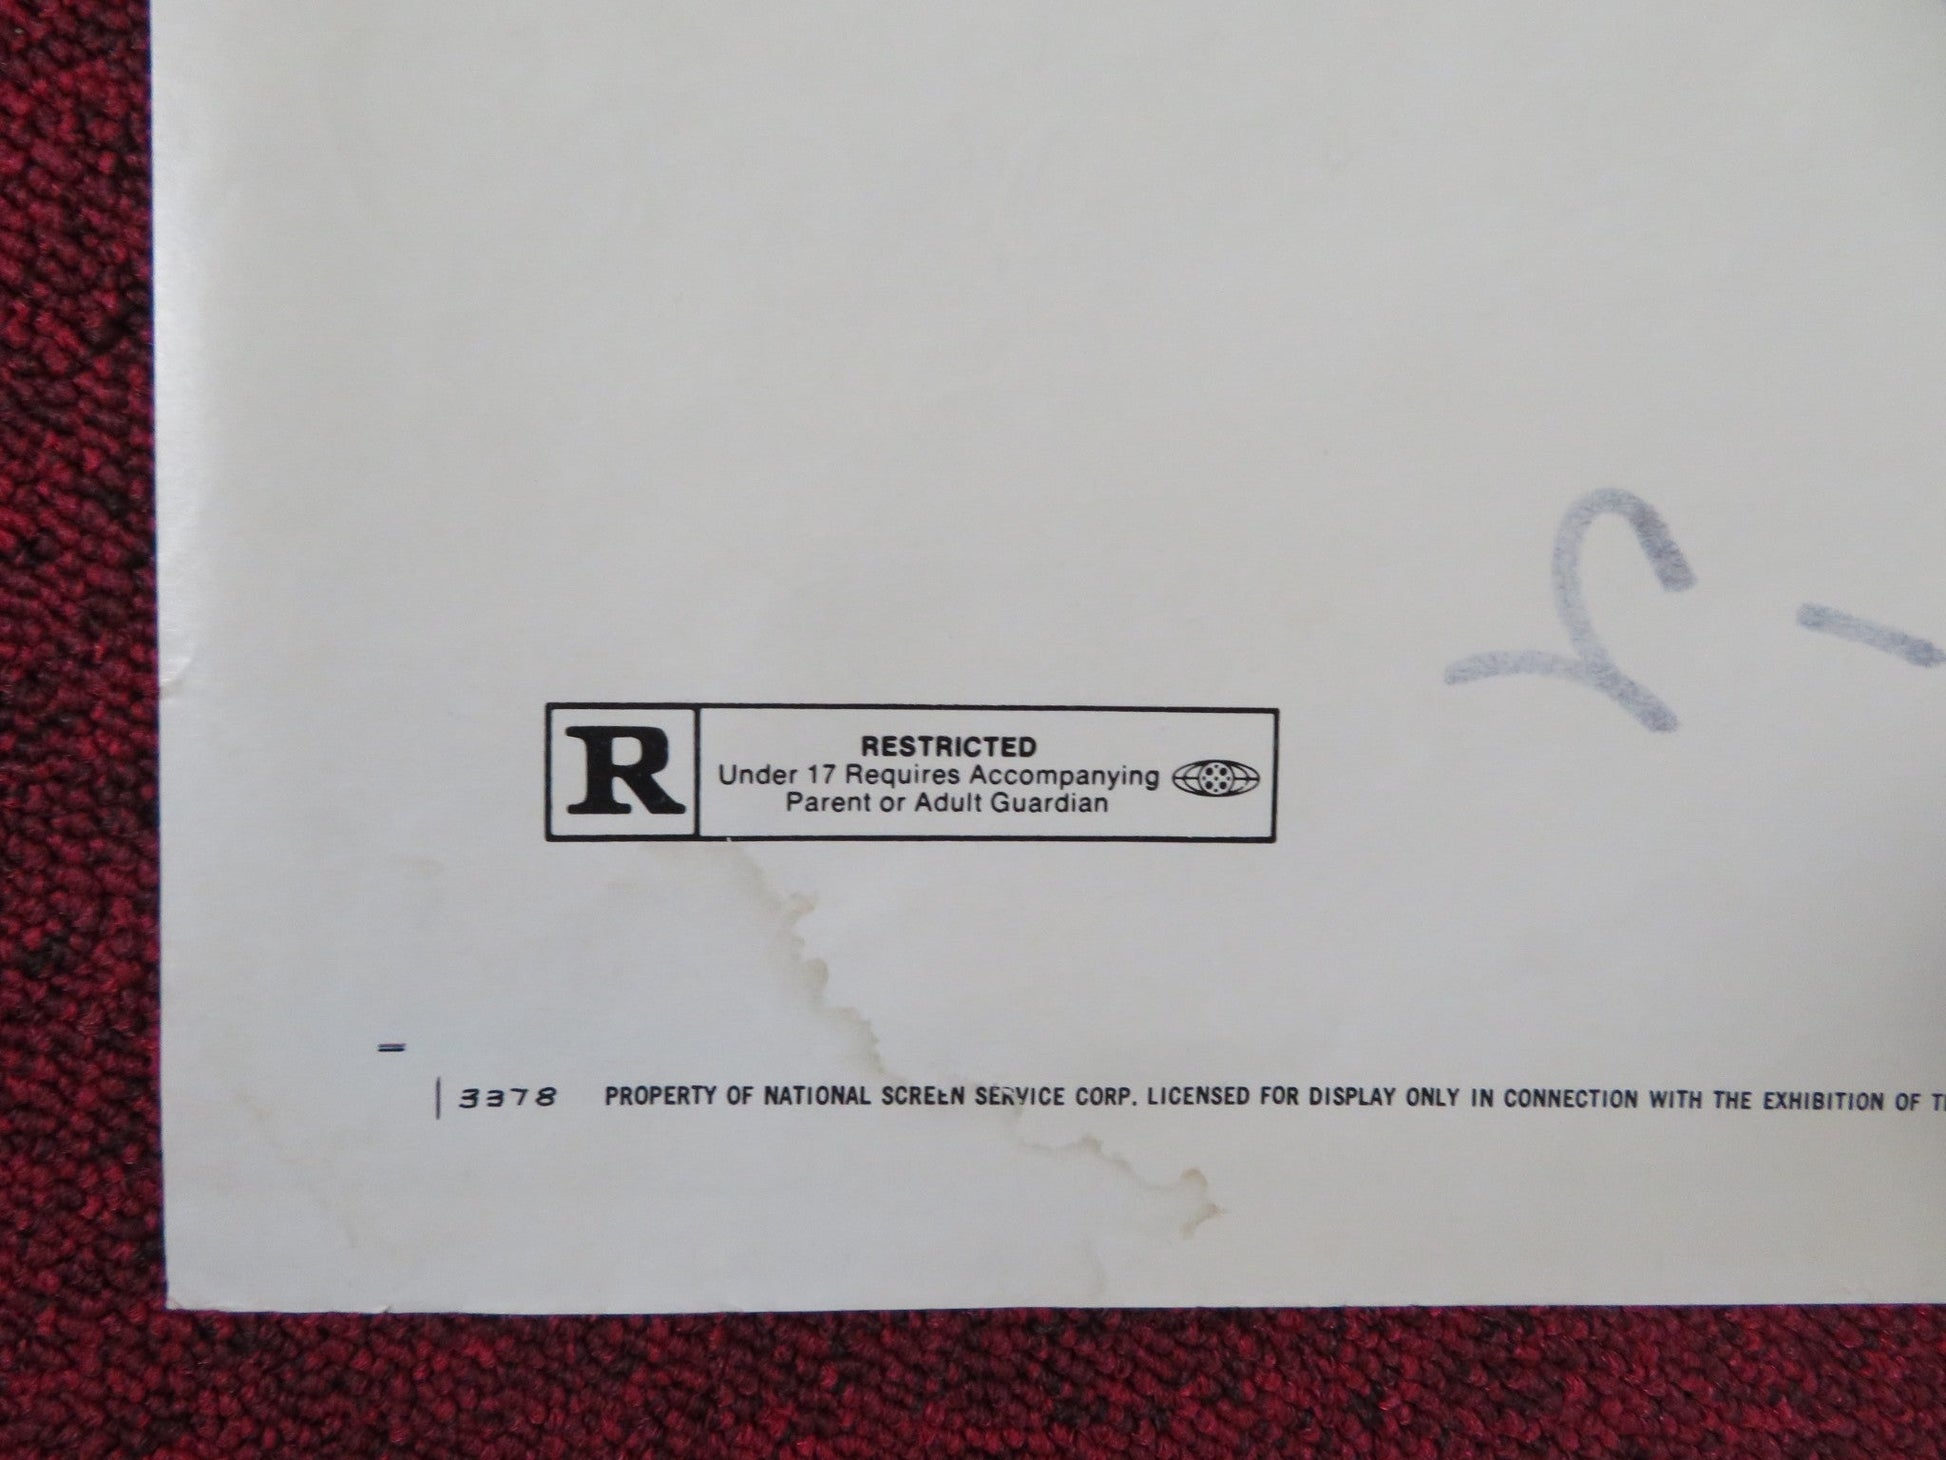 R
RESTRICTED
Under 17 Requires Accompanying
Parent or Adult Guardian
3378 PROPERTY OF NATIONAL SCREEN SERVICE CORP. LICENSED FOR DISPLAY ONLY IN CONNECTION WITH THE EXHIBITION OF